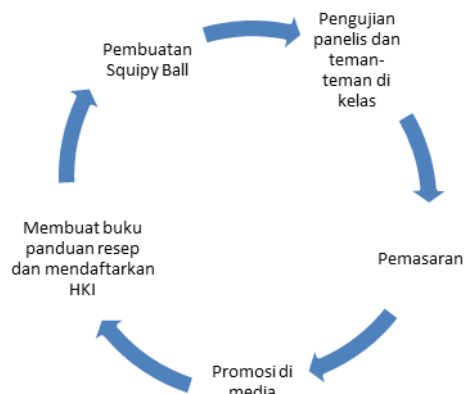 Pembuatan
Squipy Ball
Pengujian
panelis dan
teman-
teman di
kelas
Pemasaran
Promosi di
media
Membuat buku
panduan resep
dan mendaftarkan
HKI